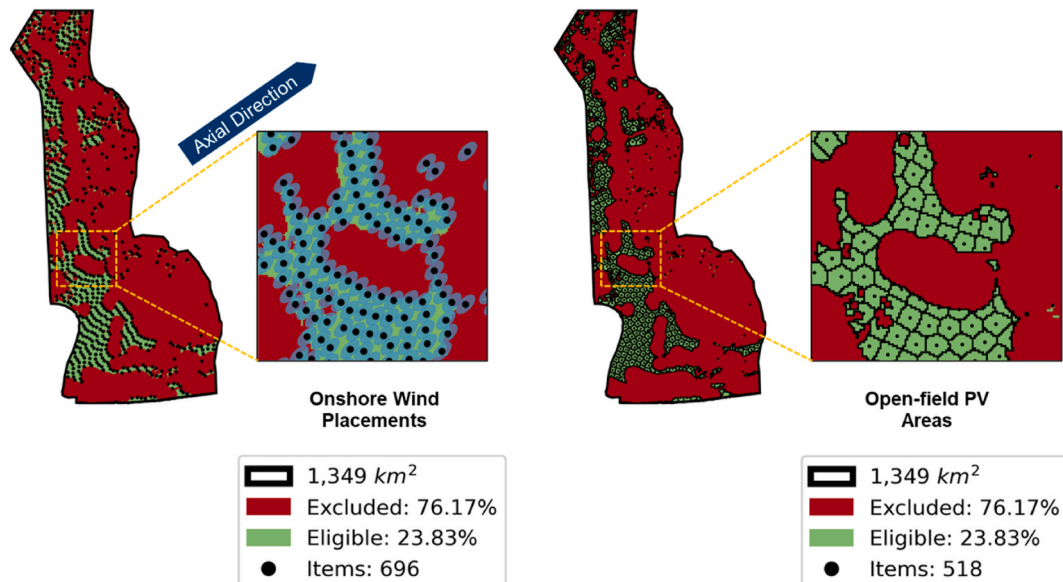 Axial Direction
Onshore Wind
Placements
1,349 km²
Excluded: 76.17%
Eligible: 23.83%
Items: 696
Open-field PV
Areas
1,349 km²
Excluded: 76.17%
Eligible: 23.83%
Items: 518